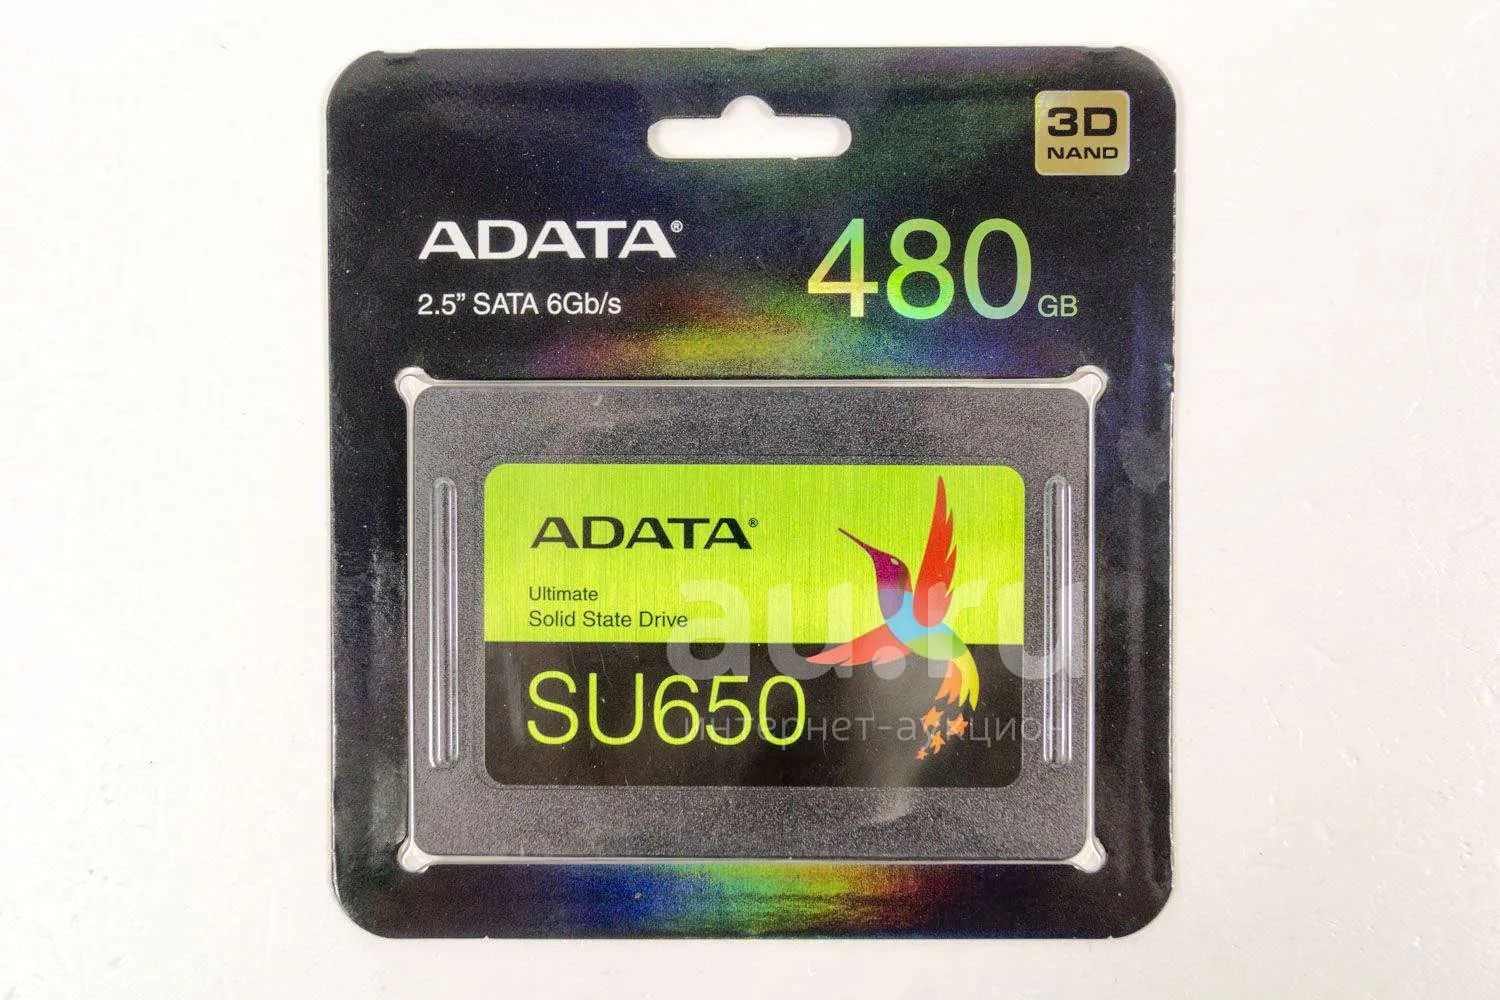 3D
NAND
ADATA®
480 GB
2.5” SATA 6Gb/s
ADATA®
Ultimate
Solid State Drive
au.ru
SU650
интернет-аукцион